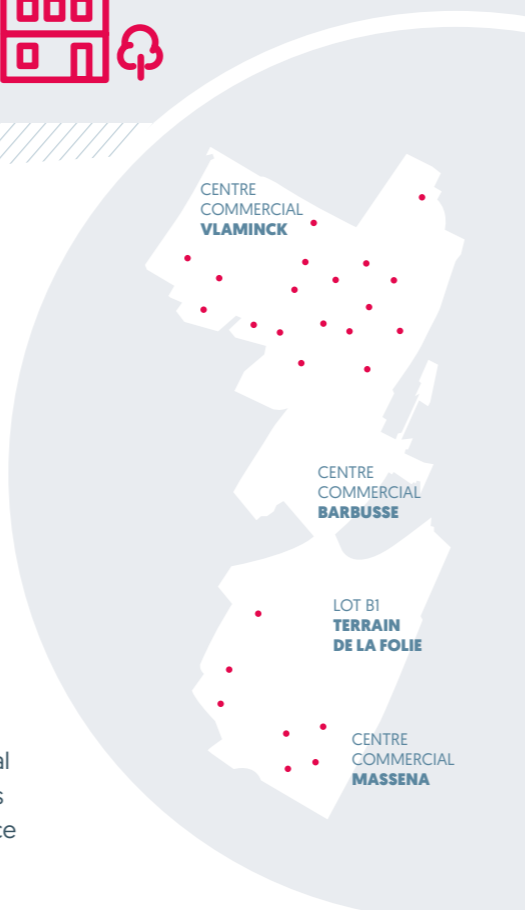 CENTRE
COMMERCIAL
VLAMINCK
CENTRE
COMMERCIAL
BARBUSSE
LOT B1
TERRAIN
DE LA FOLIE
CENTRE
COMMERCIAL
MASSENA